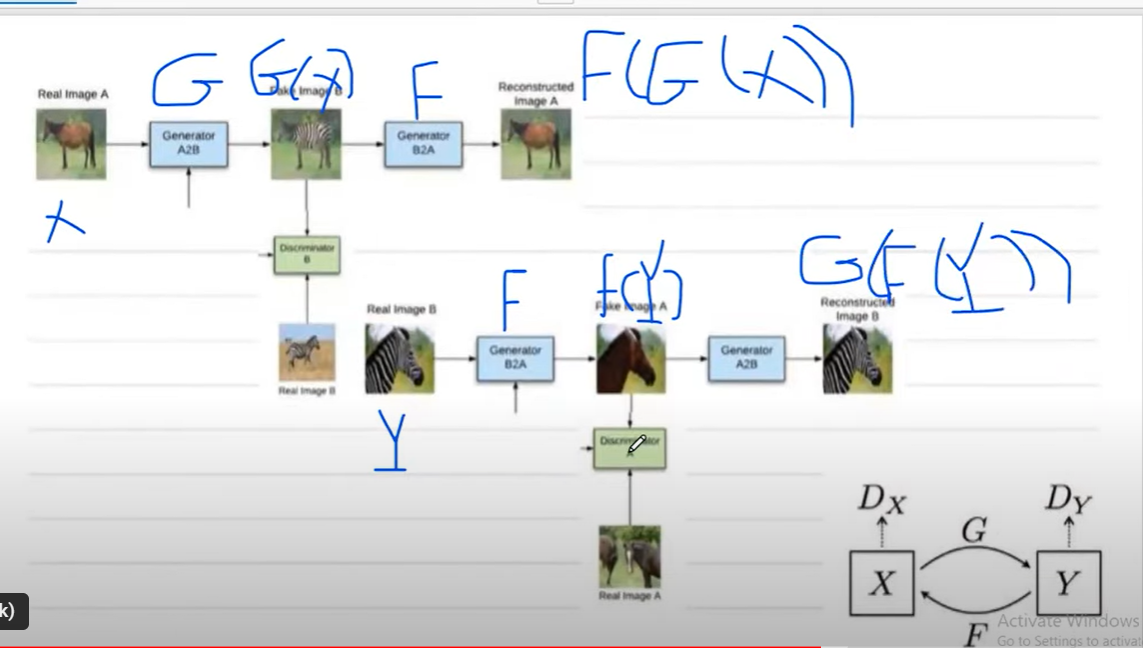 G G(X) F F(G(X))
Real Image A
Fake Image B
Reconstructed
Image A
Generator
A2B
Generator
B2A
X
Discriminator
B
F F(Y) G(F(Y))
Real Image B
Fake Image A
Reconstructed
Image B
Generator
B2A
Generator
A2B
Real Image B
Y
Discriminator
Real Image A
D_X D_Y
G
X Y
F
k)
Activate Windows
Go to Settings to activat